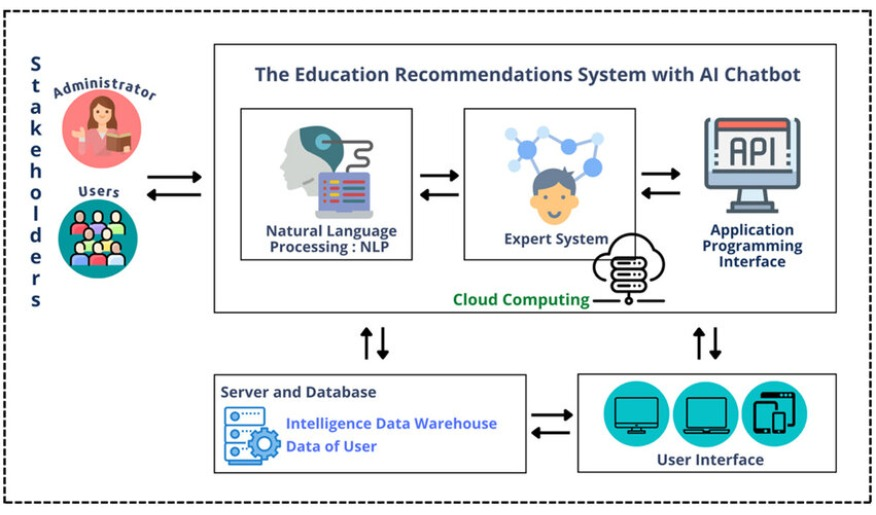 Stakeholders
Administrator
Users
The Education Recommendations System with AI Chatbot
Natural Language
Processing : NLP
Expert System
API
Application
Programming
Interface
Cloud Computing
Server and Database
Intelligence Data Warehouse
Data of User
User Interface